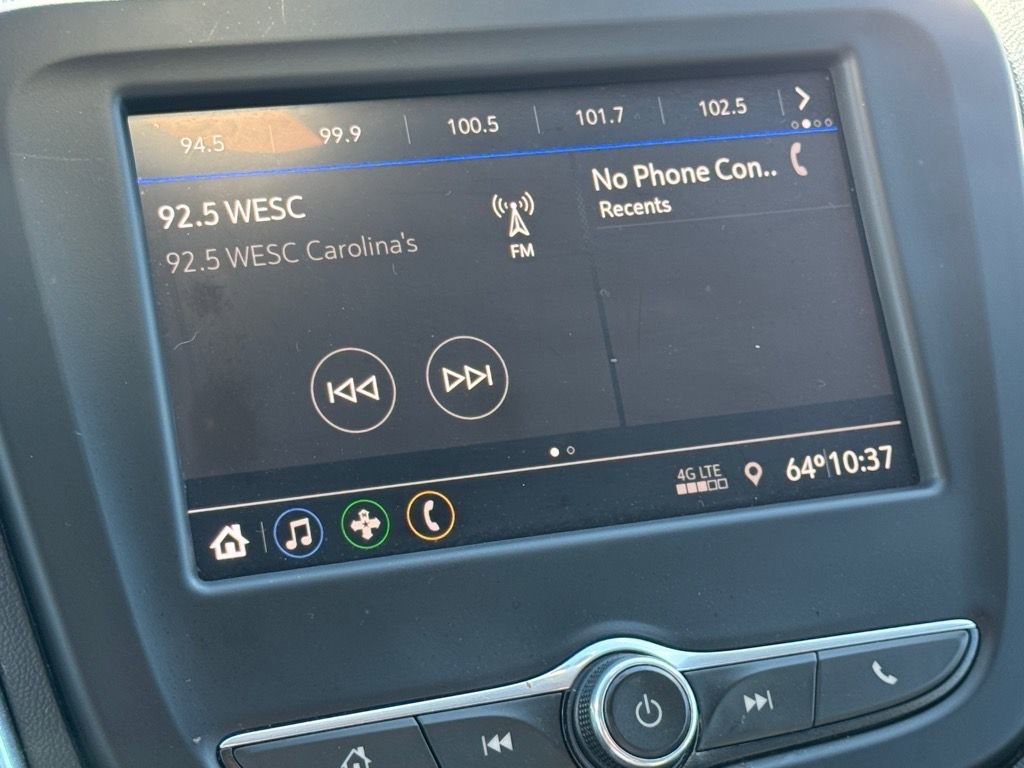 94.5 99.9 100.5 101.7 102.5
92.5 WESC
92.5 WESC Carolina's
FM
No Phone Con..
Recents
4G LTE
64° 10:37